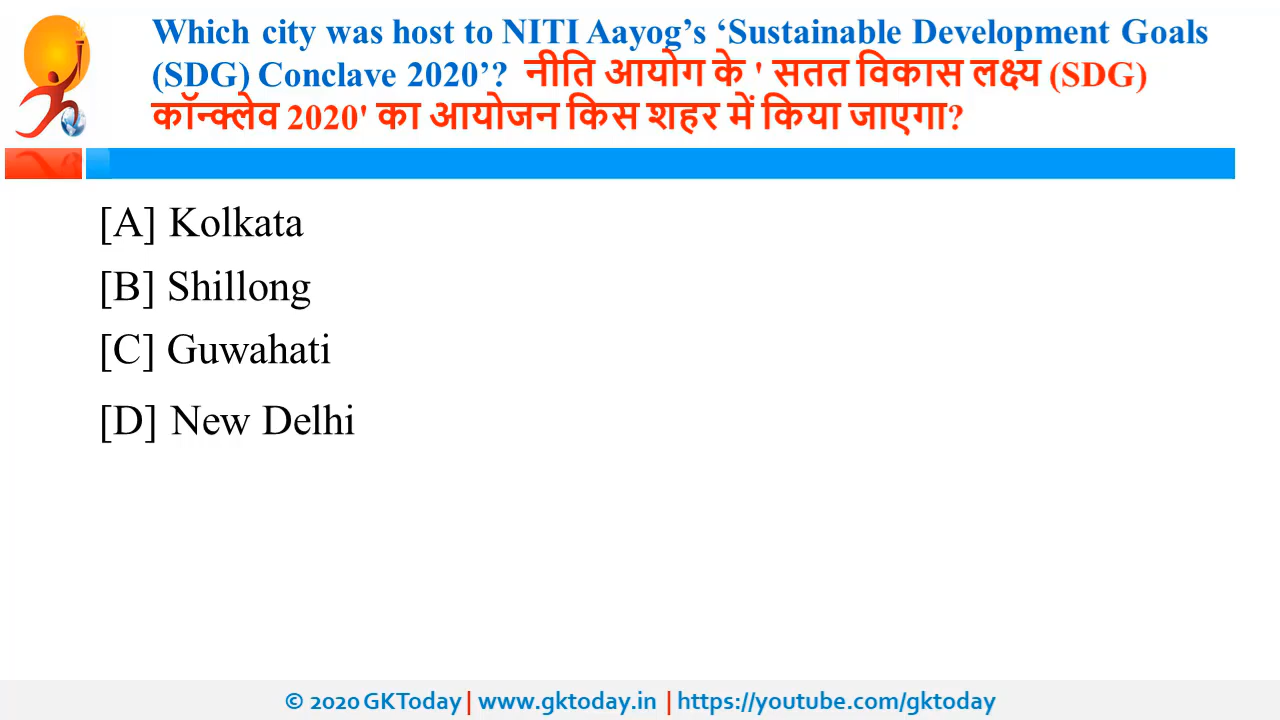 Which city was host to NITI Aayog’s ‘Sustainable Development Goals
(SDG) Conclave 2020’? नीति आयोग के ' सतत विकास लक्ष्य (SDG)
कॉन्क्लेव 2020' का आयोजन किस शहर में किया जाएगा?
[A] Kolkata
[B] Shillong
[C] Guwahati
[D] New Delhi
© 2020 GKToday | www.gktoday.in | https://youtube.com/gktoday